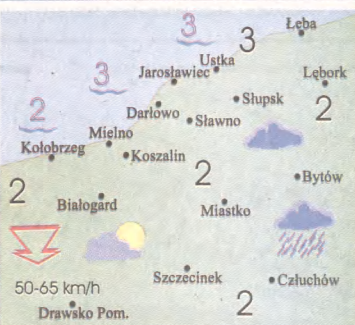 3
Łeba
3
3
Ustka
Jarosławiec
Lębork
2
Darłowo
Słupsk
2
Sławno
Mielno
Kołobrzeg
Koszalin
2
2
Bytów
Białogard
Miastko
Szczecinek
Człuchów
50-65 km/h
2
Drawsko Pom.